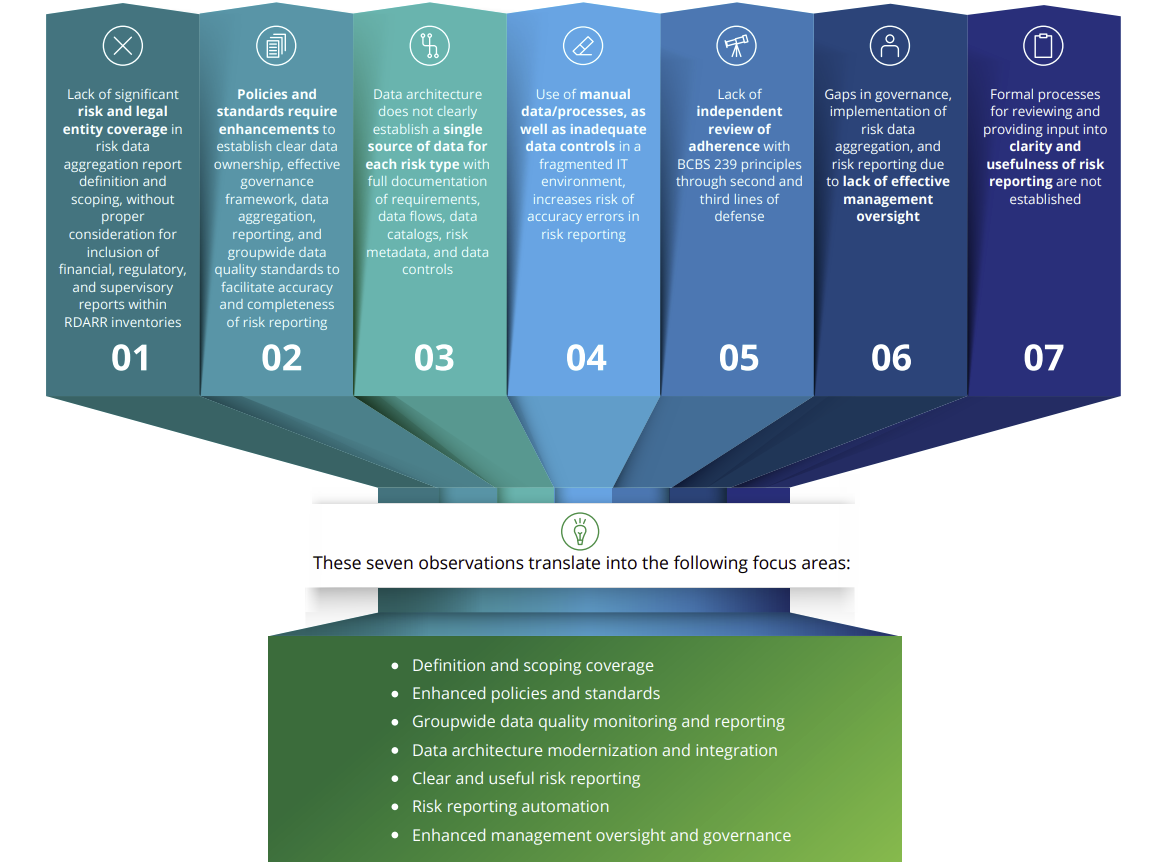 Lack of significant
risk and legal
entity coverage in
risk data
aggregation report
definition and
scoping, without
proper
consideration for
inclusion of
financial, regulatory,
and supervisory
reports within
RDARR inventories
01
Policies and
standards require
enhancements to
establish clear data
ownership, effective
governance
framework, data
aggregation,
reporting, and
groupwide data
quality standards to
facilitate accuracy
and completeness
of risk reporting
02
Data architecture
does not clearly
establish a single
source of data for
each risk type with
full documentation
of requirements,
data flows, data
catalogs, risk
metadata, and data
controls
03
Use of manual
data/processes, as
well as inadequate
data controls in a
fragmented IT
environment,
increases risk of
accuracy errors in
risk reporting
04
Lack of
independent
review of
adherence with
BCBS 239 principles
through second and
third lines of
defense
05
Gaps in governance,
implementation of
risk data
aggregation, and
risk reporting due
to lack of effective
management
oversight
06
Formal processes
for reviewing and
providing input into
clarity and
usefulness of risk
reporting are not
established
07
These seven observations translate into the following focus areas:
• Definition and scoping coverage
• Enhanced policies and standards
• Groupwide data quality monitoring and reporting
• Data architecture modernization and integration
• Clear and useful risk reporting
• Risk reporting automation
• Enhanced management oversight and governance